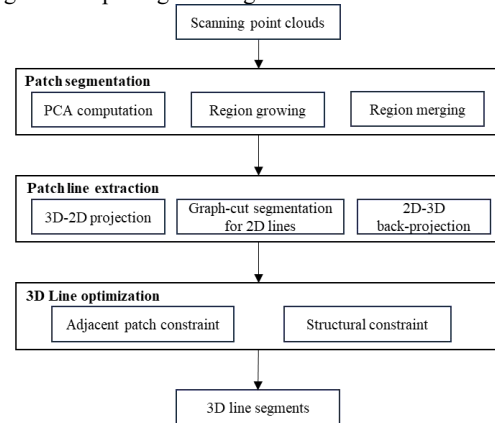 Scanning point clouds
Patch segmentation
PCA computation
Region growing
Region merging
Patch line extraction
3D-2D projection
Graph-cut segmentation
for 2D lines
2D-3D
back-projection
3D Line optimization
Adjacent patch constraint
Structural constraint
3D line segments